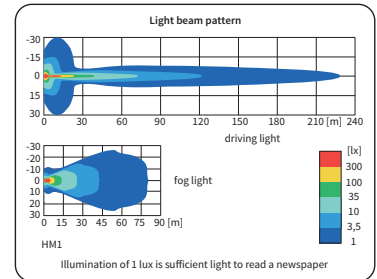 Light beam pattern
-30
-15
0
15
30
0 30 60 90 120 150 180 210 240 [m]
driving light
-30
-20
10
0
10
20
30
0 15 30 45 60 75 90 [m]
fog light
[lx]
300
100
35
10
3,5
1
HM1
Illumination of 1 lux is sufficient light to read a newspaper